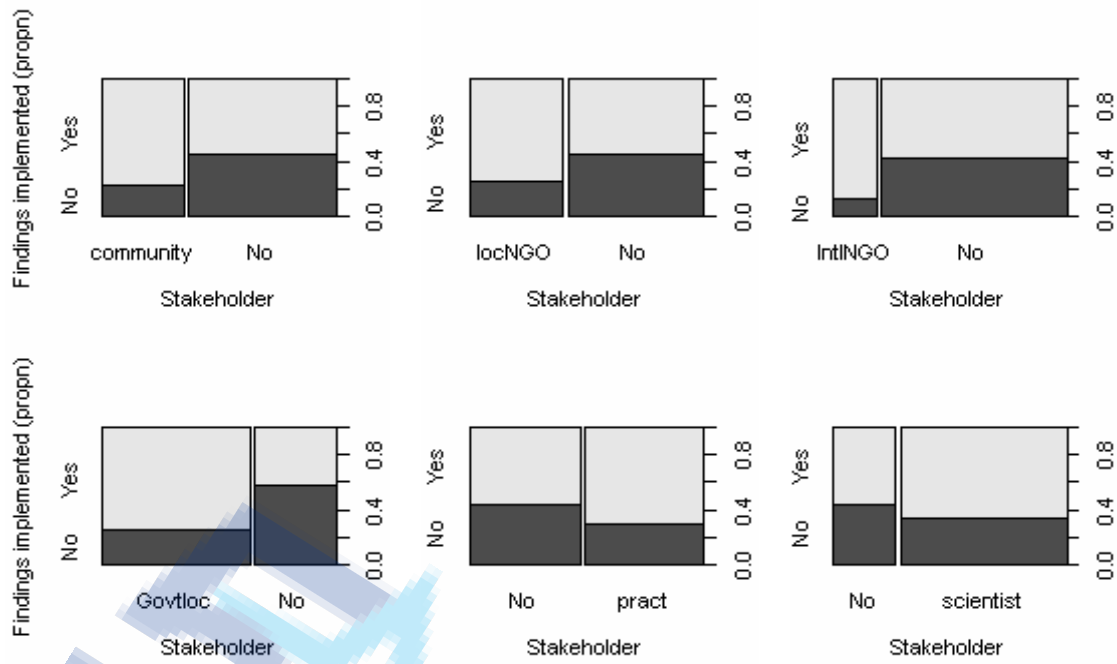 Findings implemented (propn)
No Yes
0.0 0.4 0.8
community No
Stakeholder
No Yes
0.0 0.4 0.8
locNGO No
Stakeholder
No Yes
0.0 0.4 0.8
IntlNGO No
Stakeholder
Findings implemented (propn)
No Yes
0.0 0.4 0.8
Govtloc No
Stakeholder
No Yes
0.0 0.4 0.8
No pract
Stakeholder
No Yes
0.0 0.4 0.8
No scientist
Stakeholder